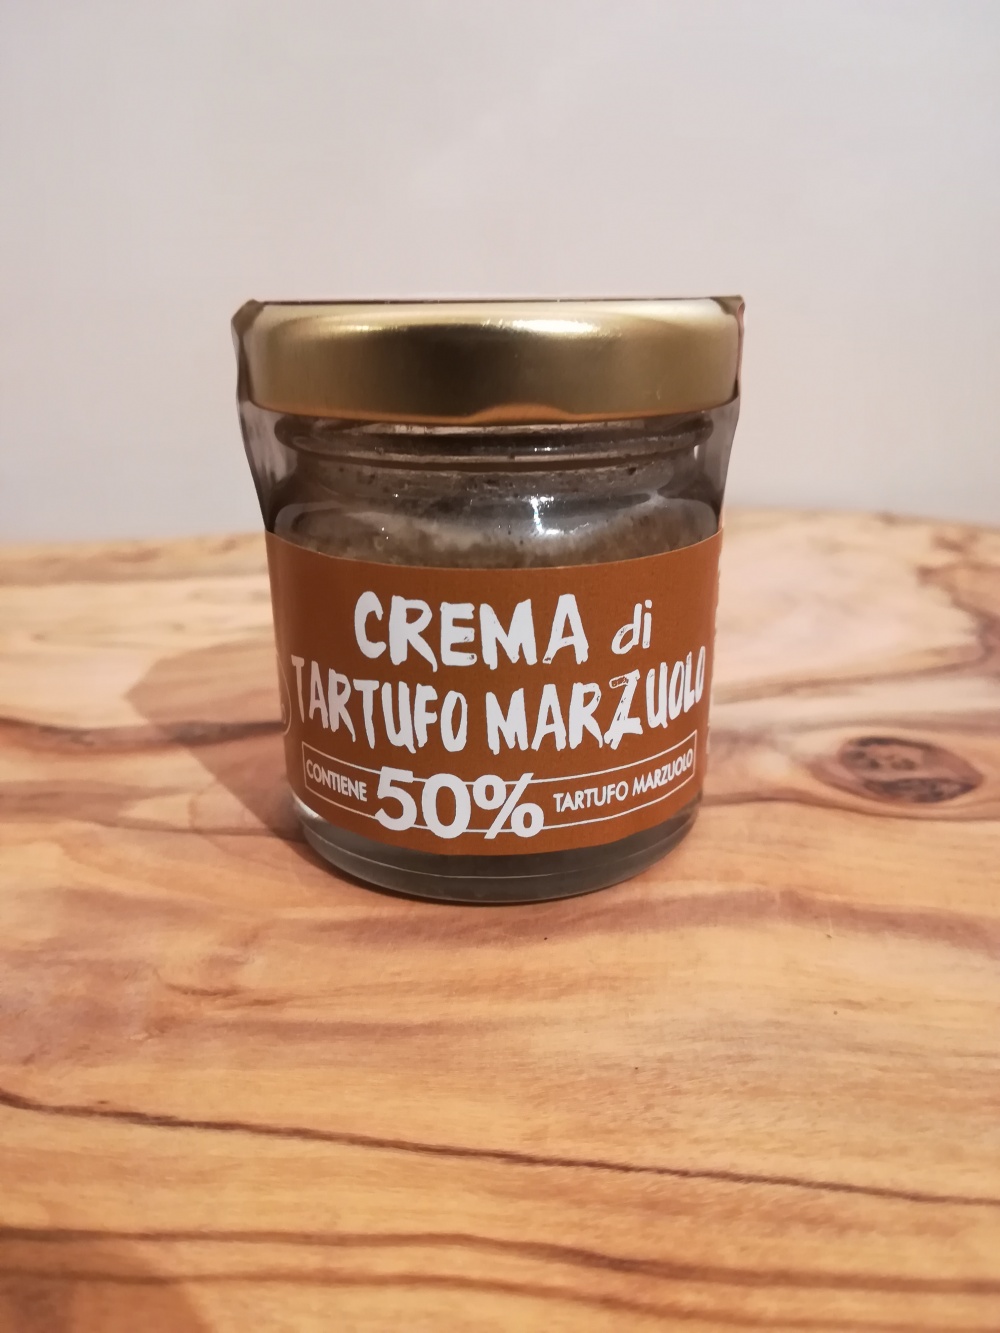 CREMA di
TARTUFO MARZUOLO
CONTIENE 50% TARTUFO MARZUOLO